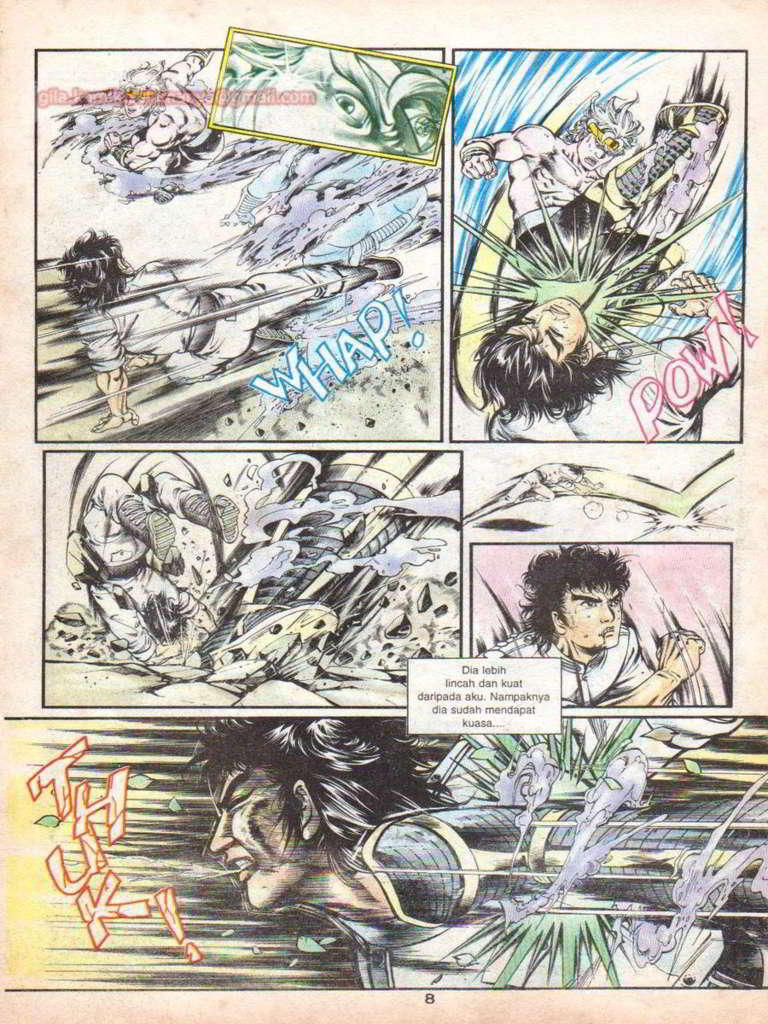 WHAP!
POW!
Dia lebih
lincah dan kuat
daripada aku. Nampaknya
dia sudah mendapat
kuasa....
THUK!
8